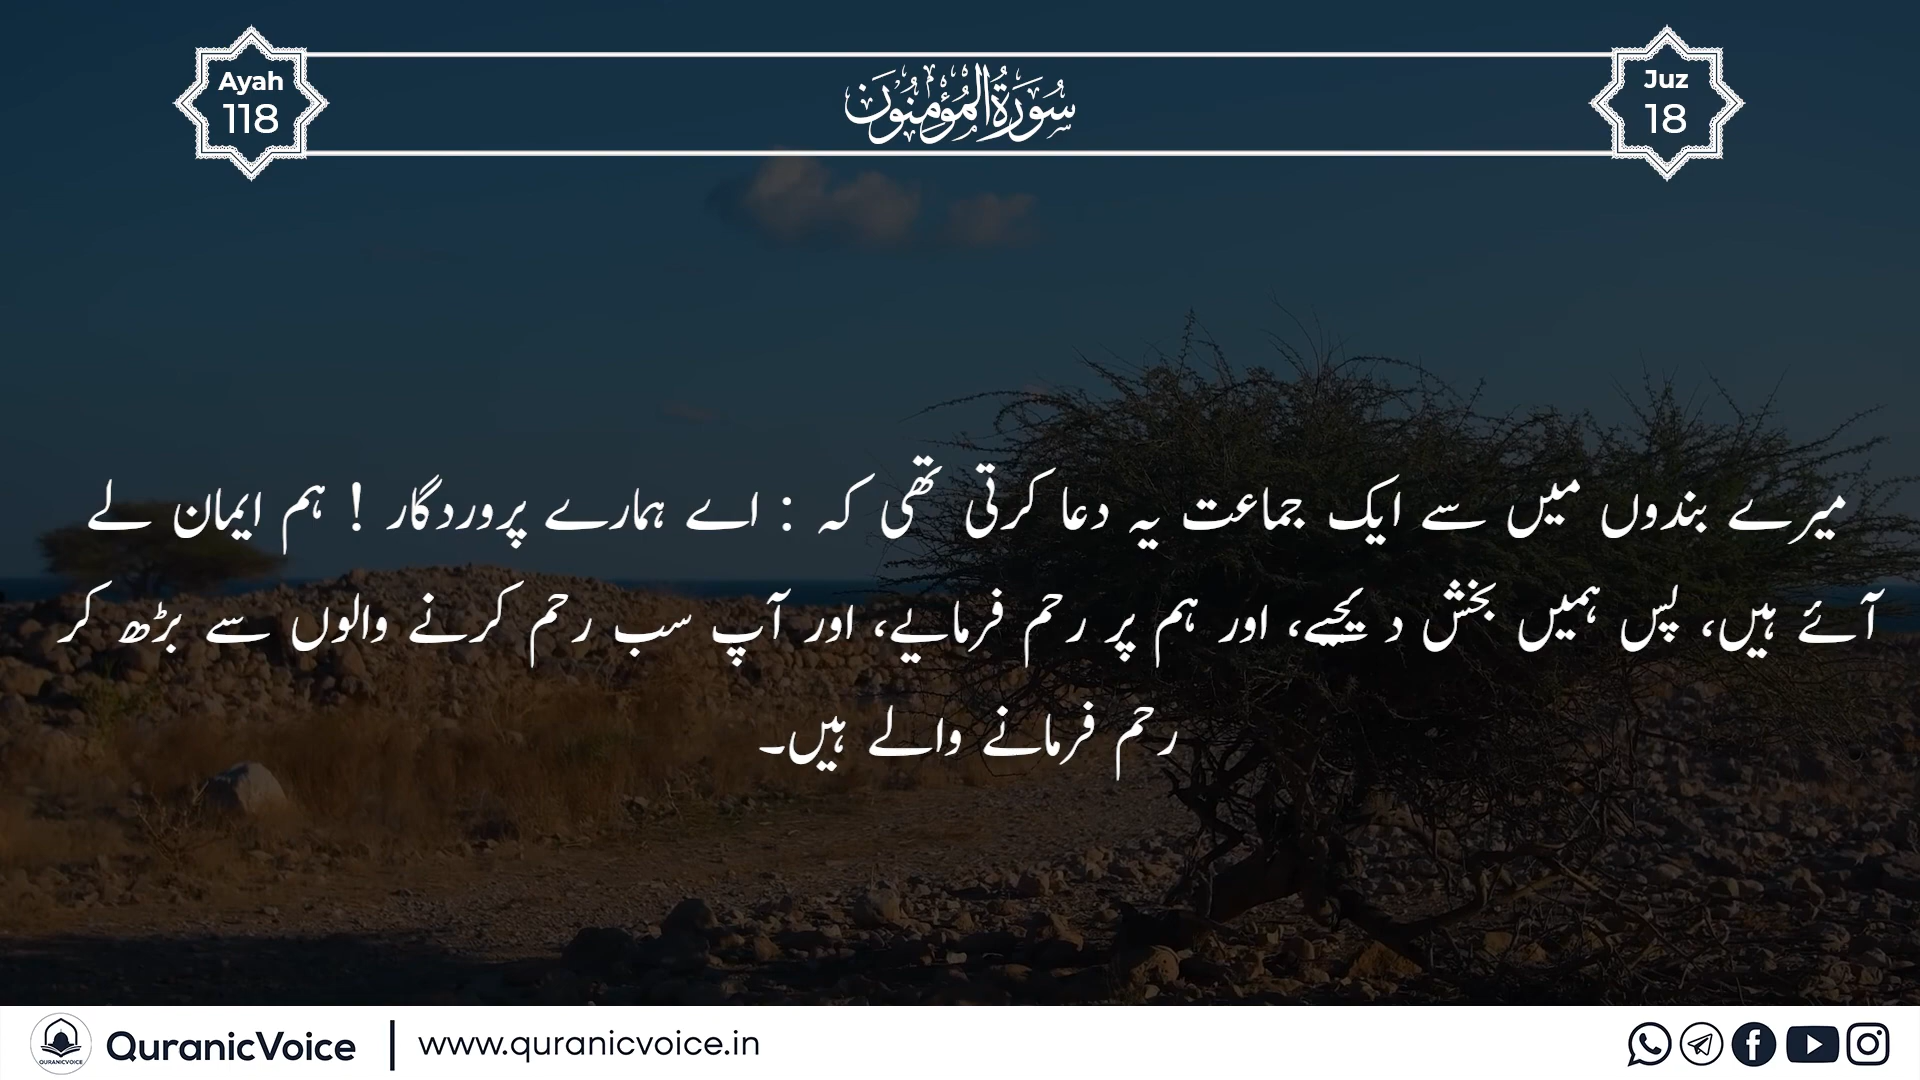 Ayah
118
سُورَةُ الْمُؤْمِنُون
Juz
18
میرے بندوں میں سے ایک جماعت یہ دعا کرتی تھی کہ : اے ہمارے پروردگار ! ہم ایمان لے
آئے ہیں، پس ہمیں بخش دیجیے، اور ہم پر رحم فرمایے، اور آپ سب رحم کرنے والوں سے بڑھ کر
رحم فرمانے والے ہیں۔
QURANICVOICE
QuranicVoice | www.quranicvoice.in